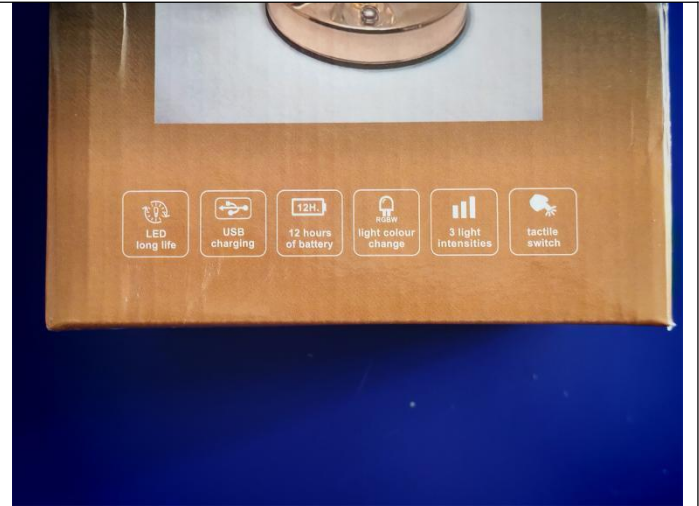 LED
long life
USB
charging
12H.
12 hours
of battery
RGBW
light colour
change
3 light
intensities
tactile
switch